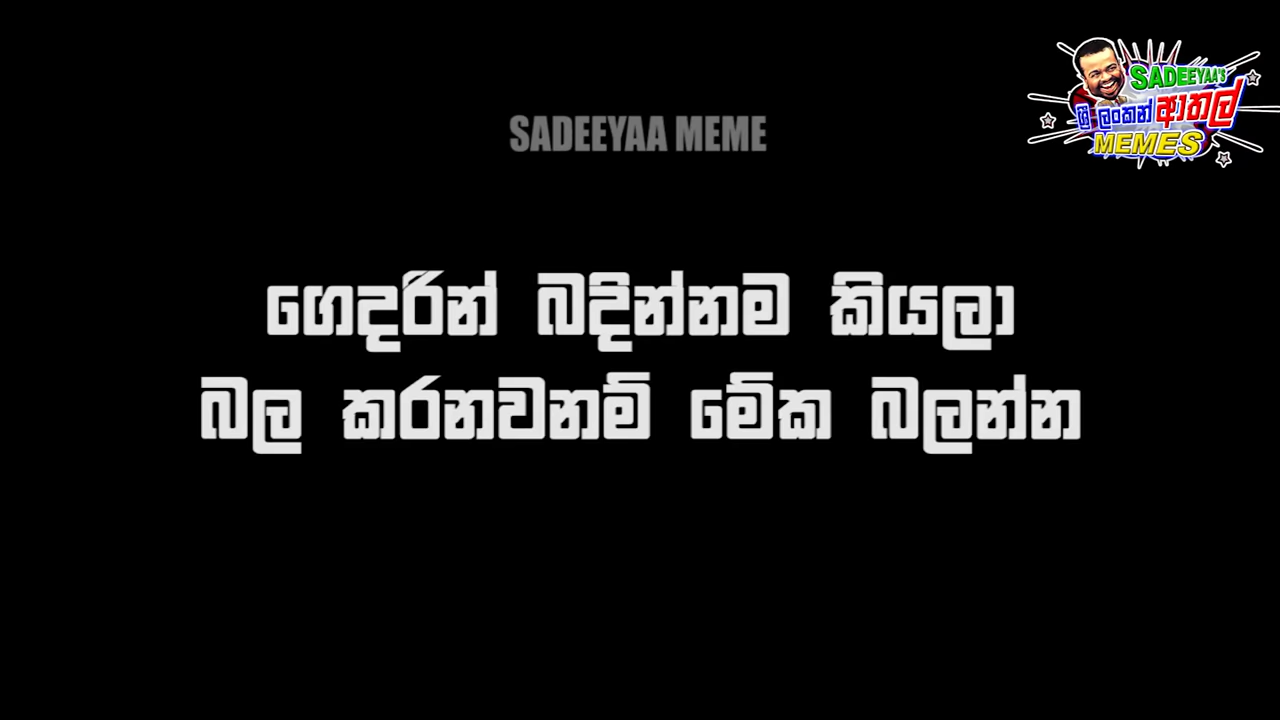 SADEEYAA'S
ශ්‍රී ලංකන් ආතල්
MEMES
SADEEYAA MEME
ගෙදරින් බදින්නම කියලා
බල කරනවනම් මේක බලන්න